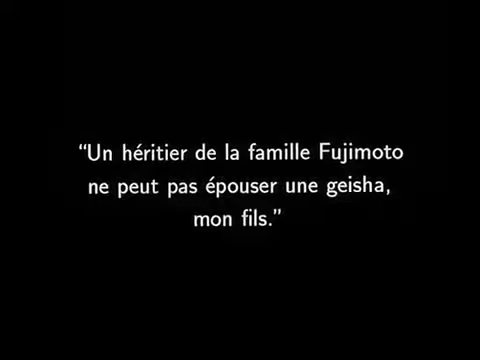 “Un héritier de la famille Fujimoto
ne peut pas épouser une geisha,
mon fils.”